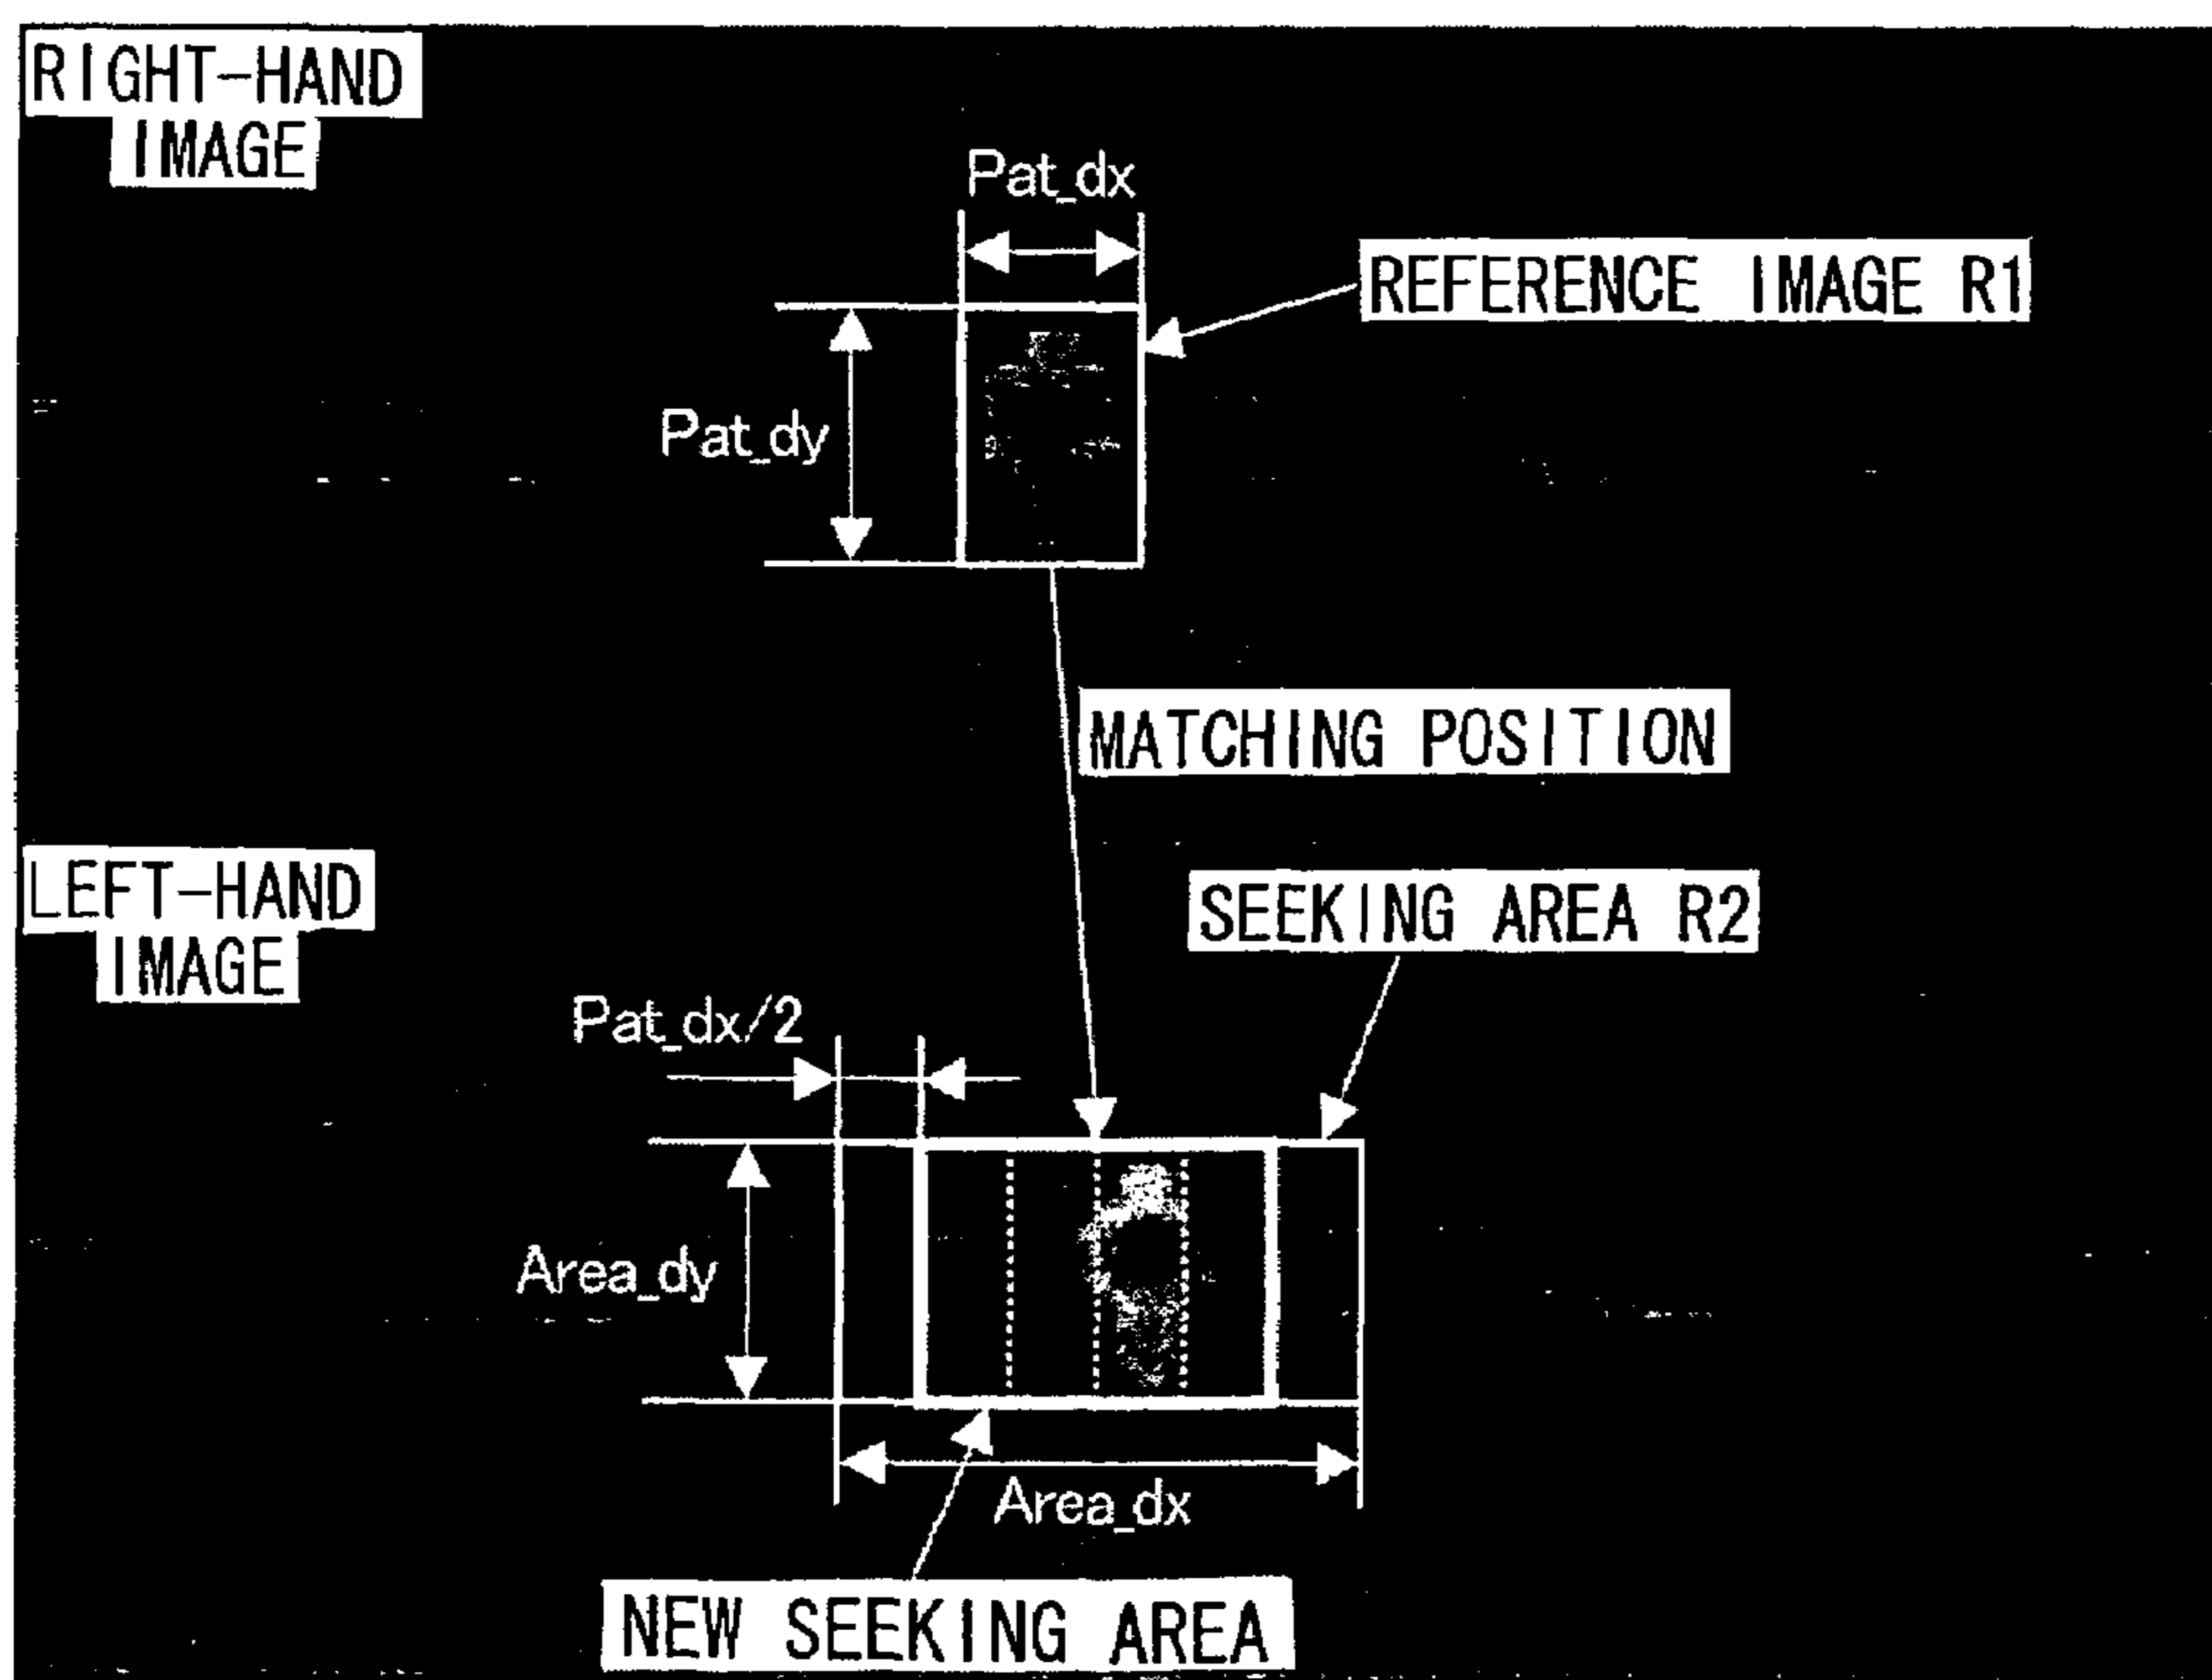 RIGHT-HAND
IMAGE
Pat_dx
REFERENCE IMAGE R1
Pat_dy
MATCHING POSITION
LEFT-HAND
IMAGE
SEEKING AREA R2
Pat_dx/2
Area_dy
Area_dx
NEW SEEKING AREA